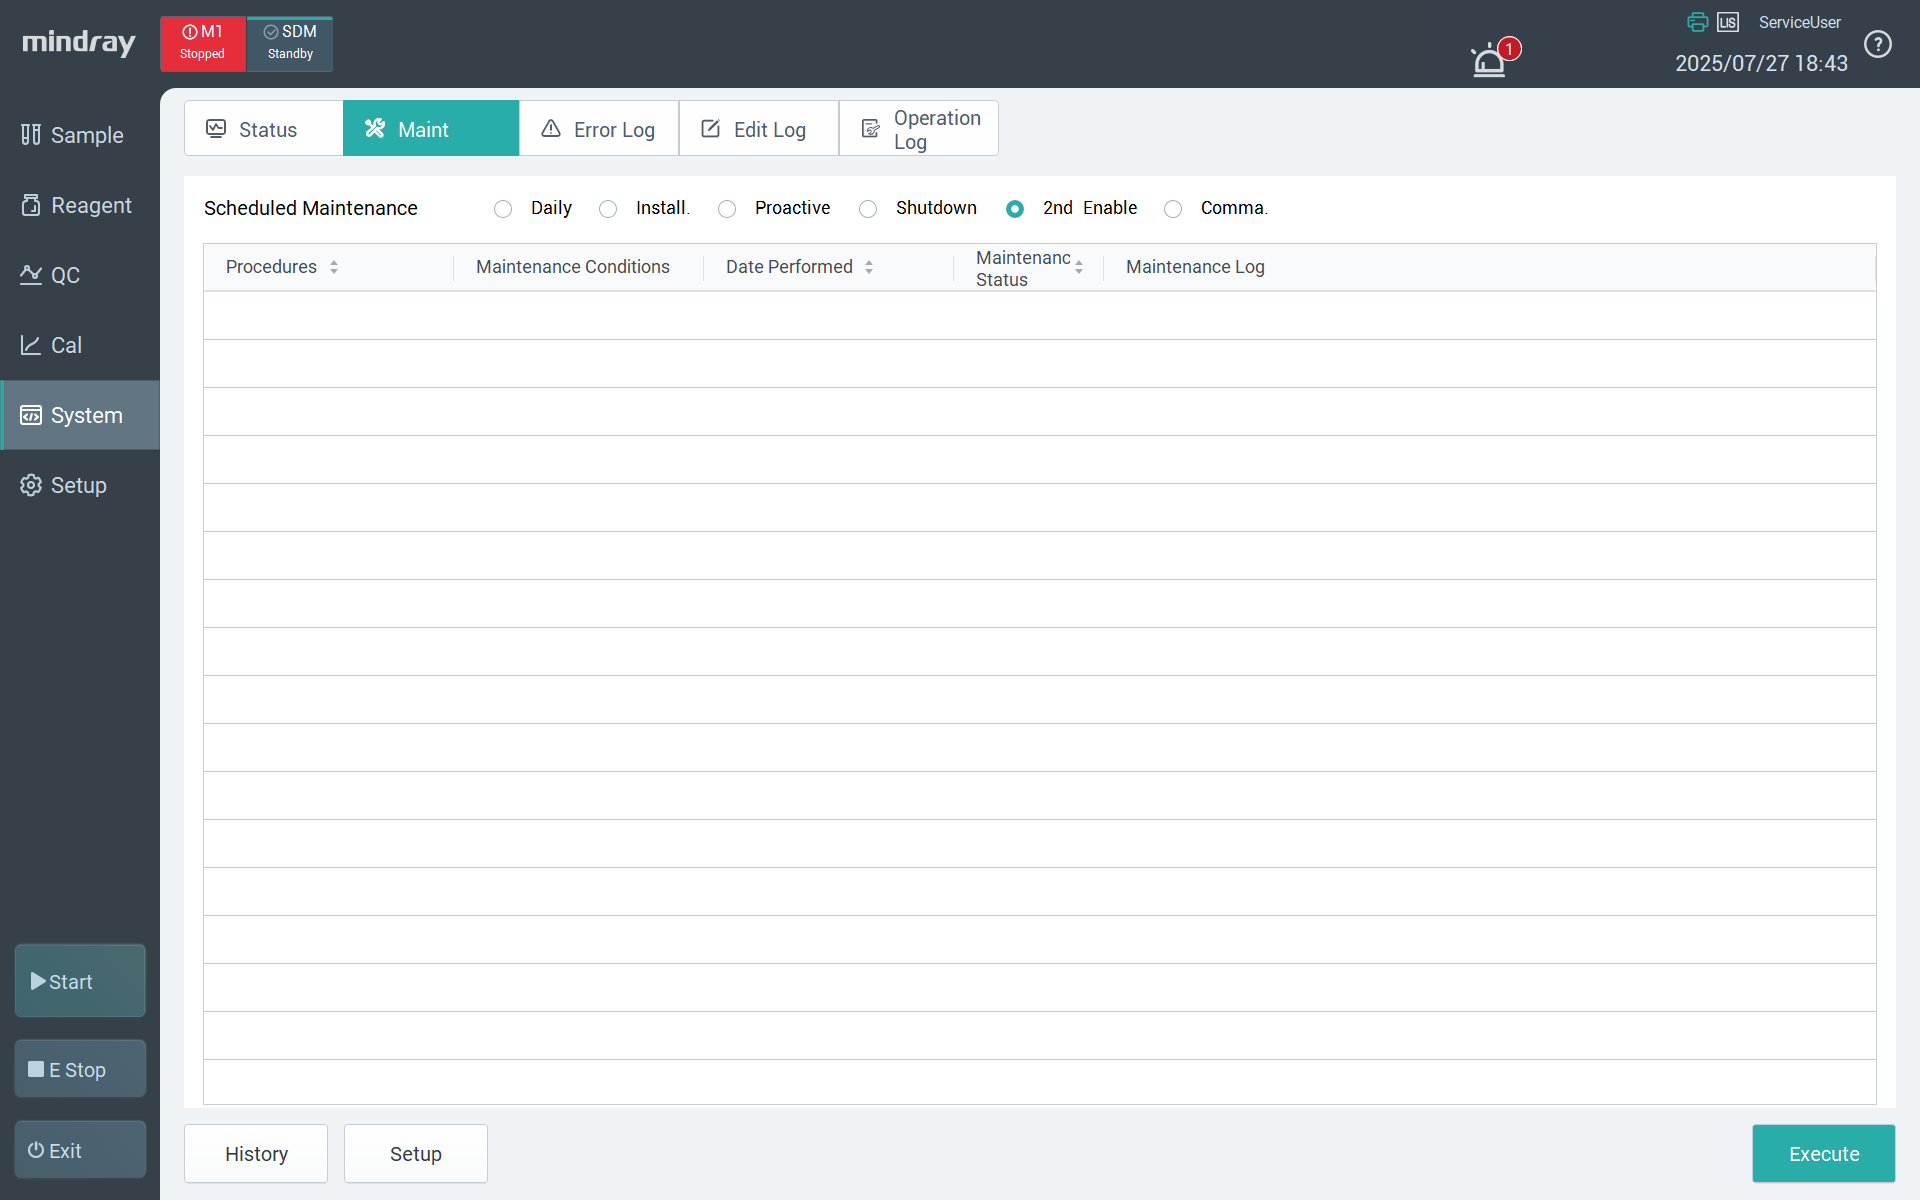 mindray
M1
Stopped
SDM
Standby
1
LIS
ServiceUser
2025/07/27 18:43
?
Sample
Reagent
QC
Cal
System
Setup
Start
E Stop
Exit
Status
Maint
Error Log
Edit Log
Operation
Log
Scheduled Maintenance
Daily
Install.
Proactive
Shutdown
2nd Enable
Comma.
Procedures
Maintenance Conditions
Date Performed
Maintenanc
Status
Maintenance Log
History
Setup
Execute